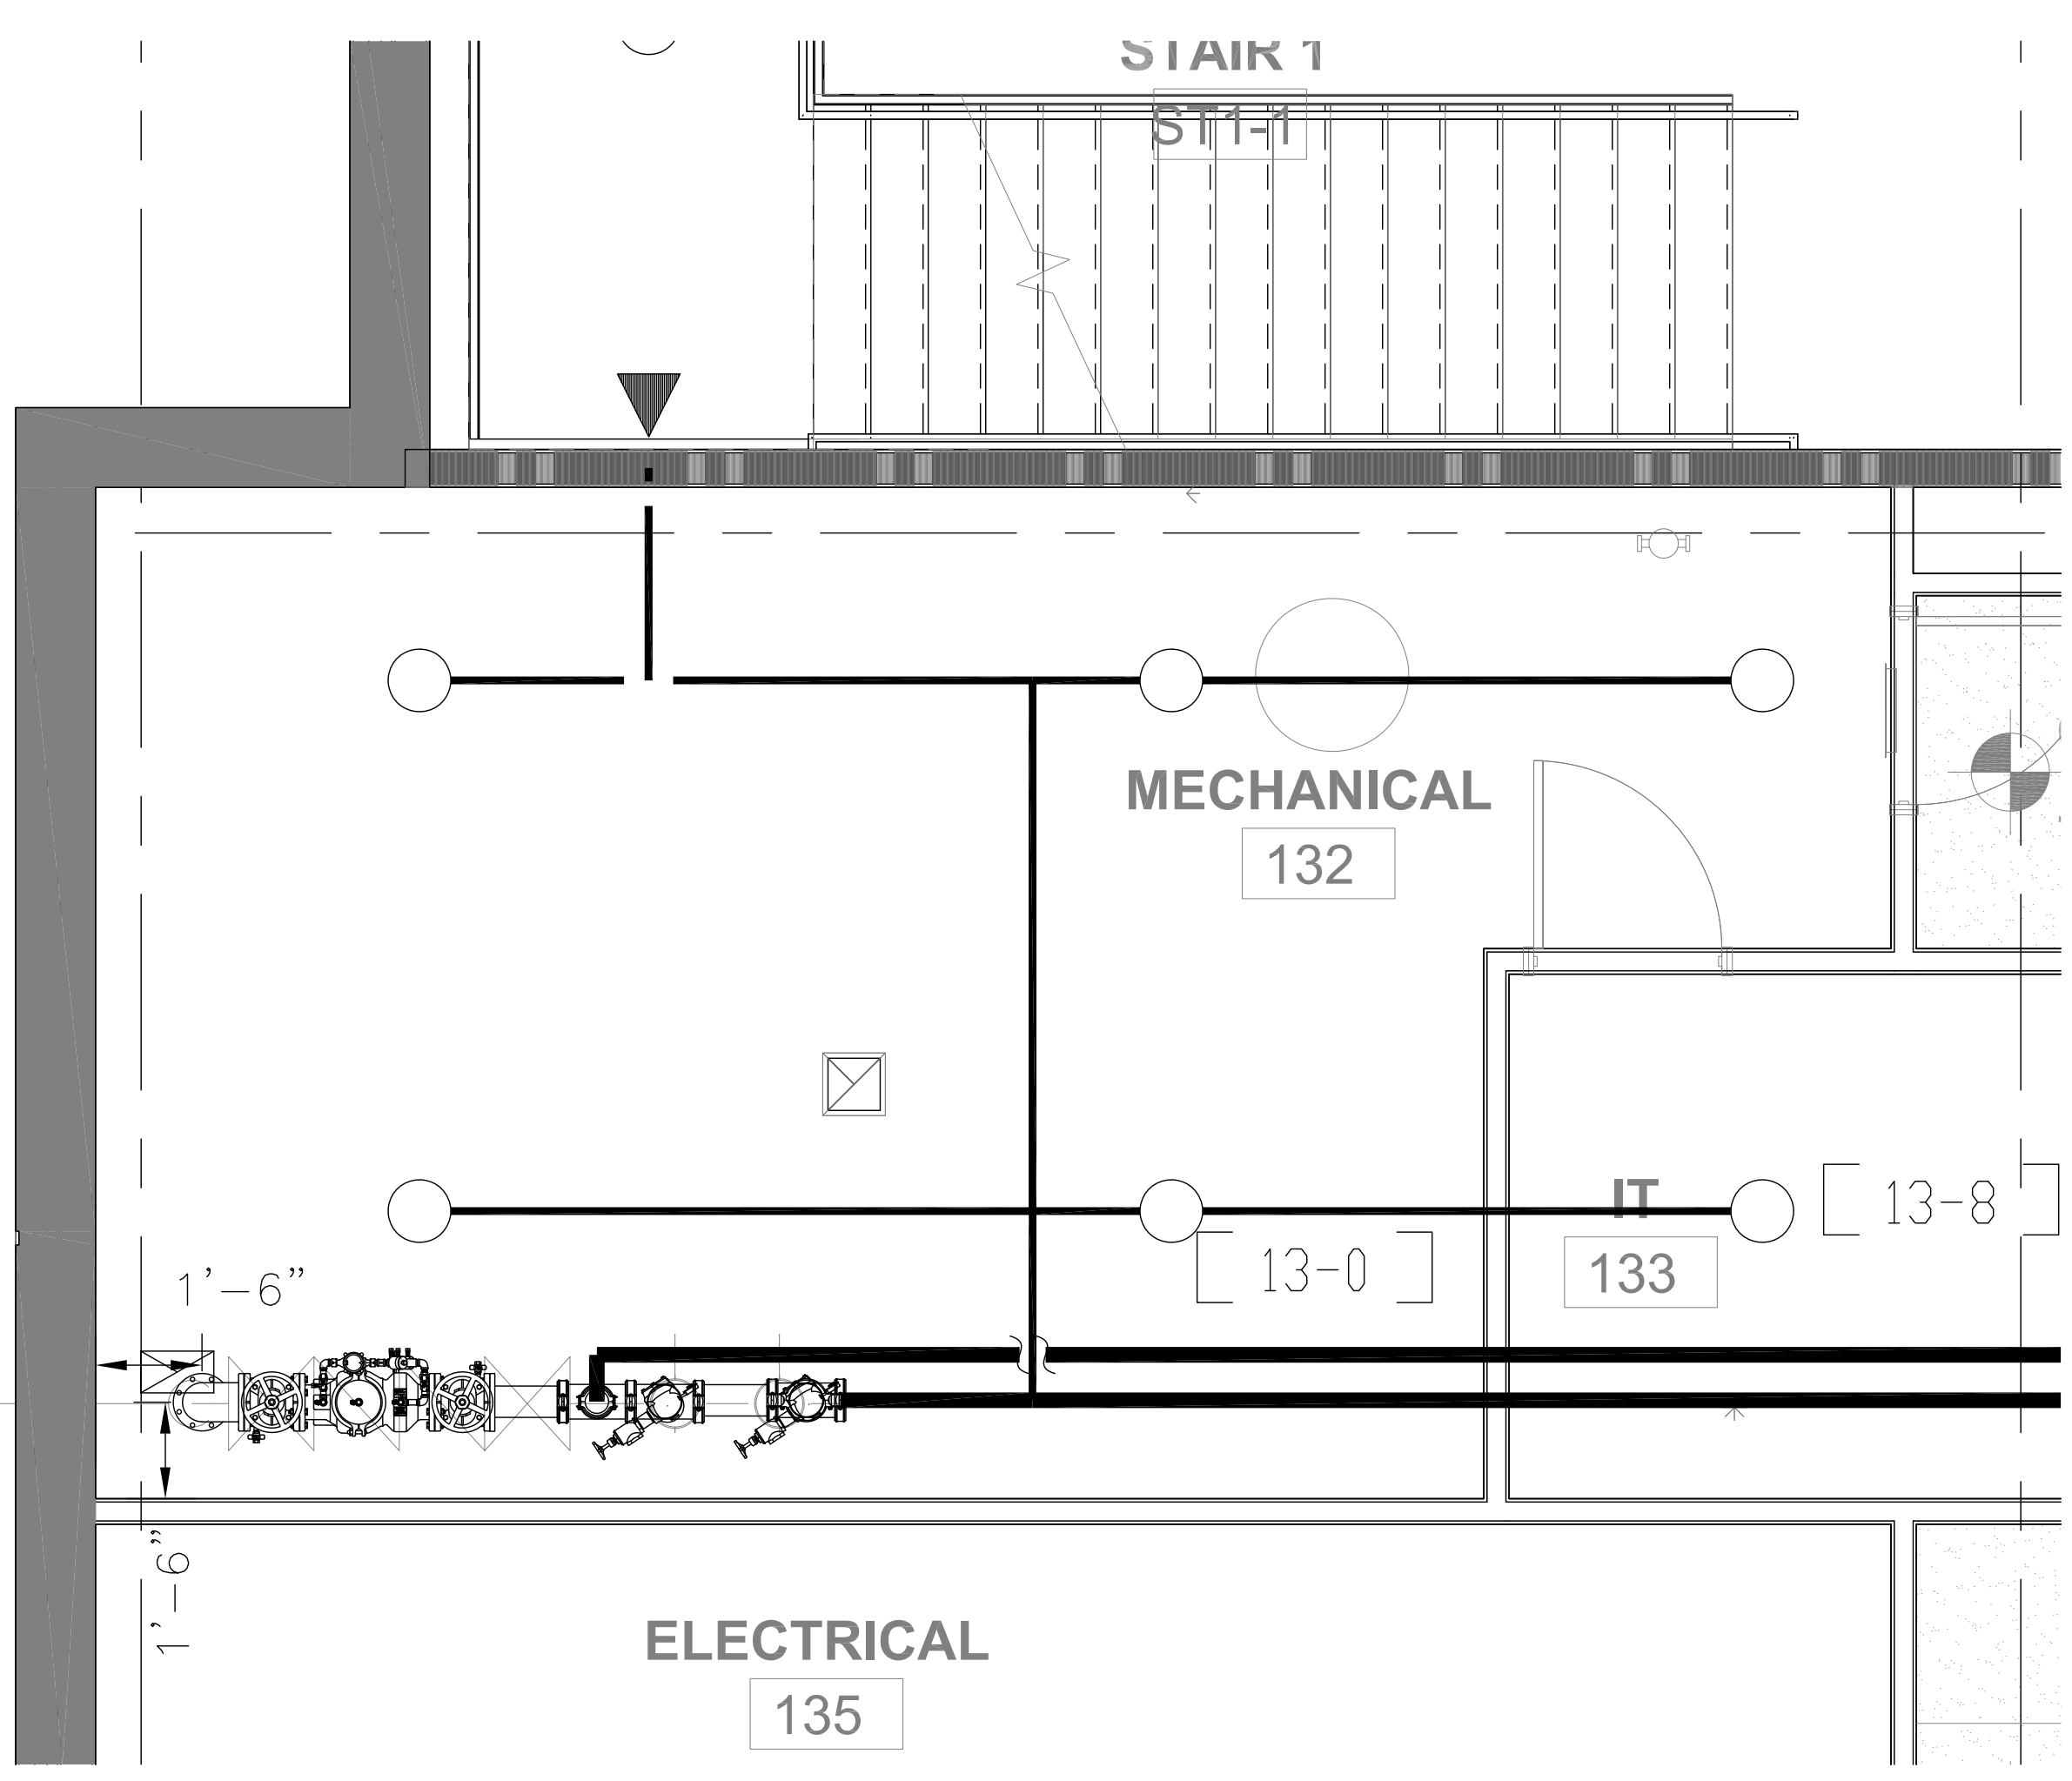 STAIR 1
ST1-1
MECHANICAL
132
IT
13-8
133
13-0
1'-6"
1'-6"
ELECTRICAL
135